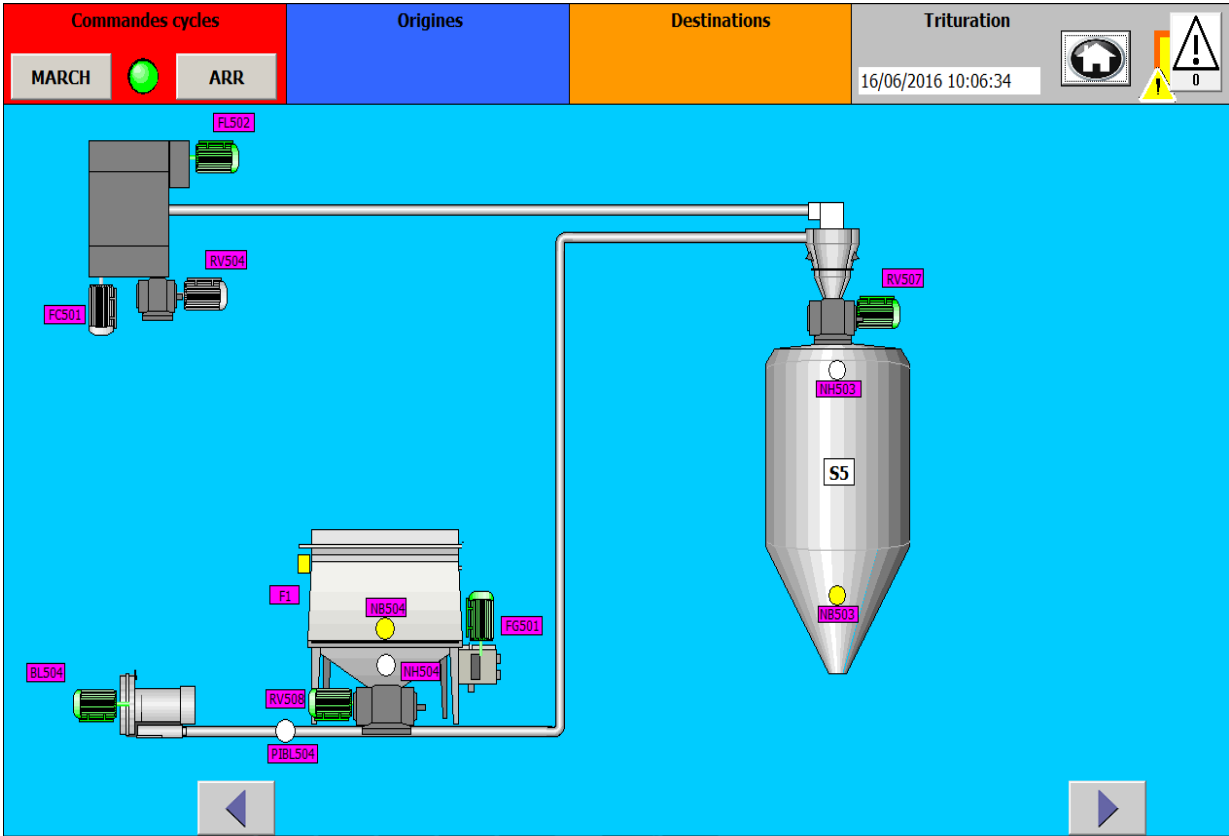 Commandes cycles
Origines
Destinations
Trituration
MARCH
ARR
16/06/2016 10:06:34
!
!
0
FL502
RV504
FC501
RV507
NH503
S5
NB503
F1
NB504
FG501
NH504
BL504
RV508
PIBL504